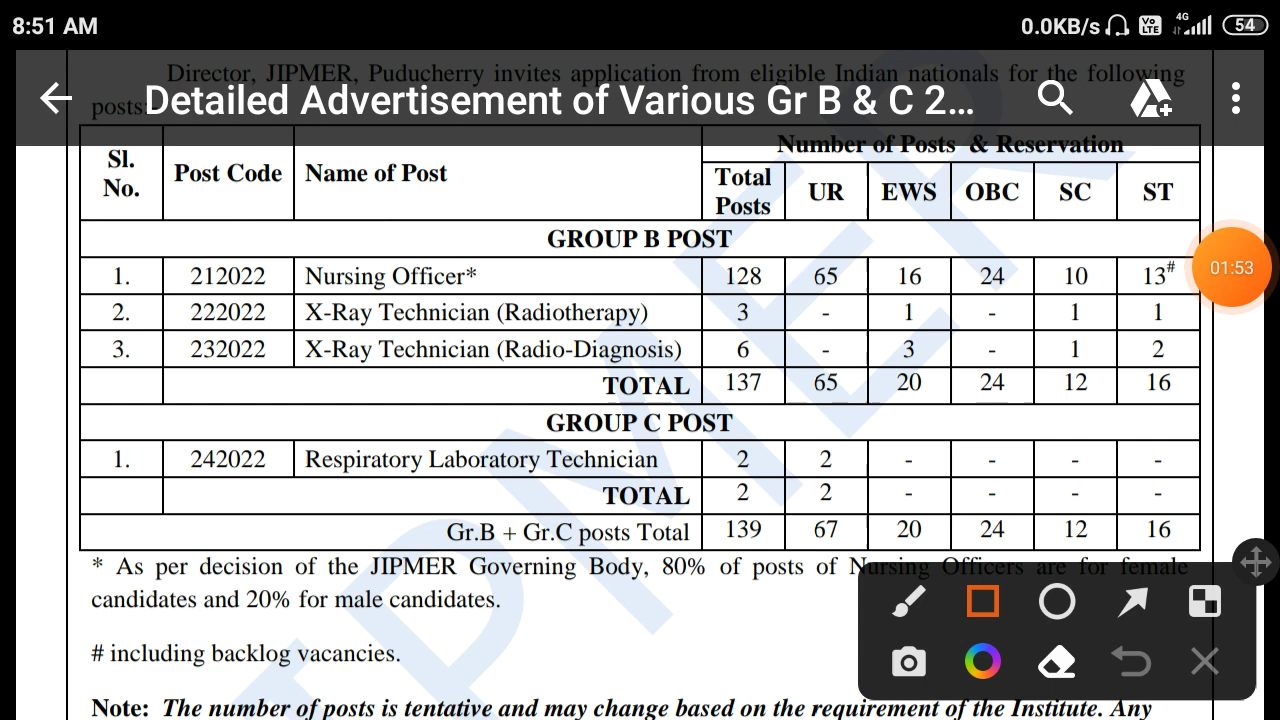 8:51 AM 0.0KB/s Vo LTE 4G 54
Director, JIPMER, Puducherry invites application from eligible Indian nationals for the following
posts:
Detailed Advertisement of Various Gr B & C 2...
Sl. No. Post Code Name of Post Number of Posts & Reservation
Total Posts UR EWS OBC SC ST
GROUP B POST
1. 212022 Nursing Officer* 128 65 16 24 10 13#
2. 222022 X-Ray Technician (Radiotherapy) 3 - 1 - 1 1
3. 232022 X-Ray Technician (Radio-Diagnosis) 6 - 3 - 1 2
TOTAL 137 65 20 24 12 16
GROUP C POST
1. 242022 Respiratory Laboratory Technician 2 2 - - - -
TOTAL 2 2 - - - -
Gr.B + Gr.C posts Total 139 67 20 24 12 16
01:53
* As per decision of the JIPMER Governing Body, 80% of posts of Nursing Officers are for female
candidates and 20% for male candidates.
# including backlog vacancies.
Note: The number of posts is tentative and may change based on the requirement of the Institute. Any
JIPMER